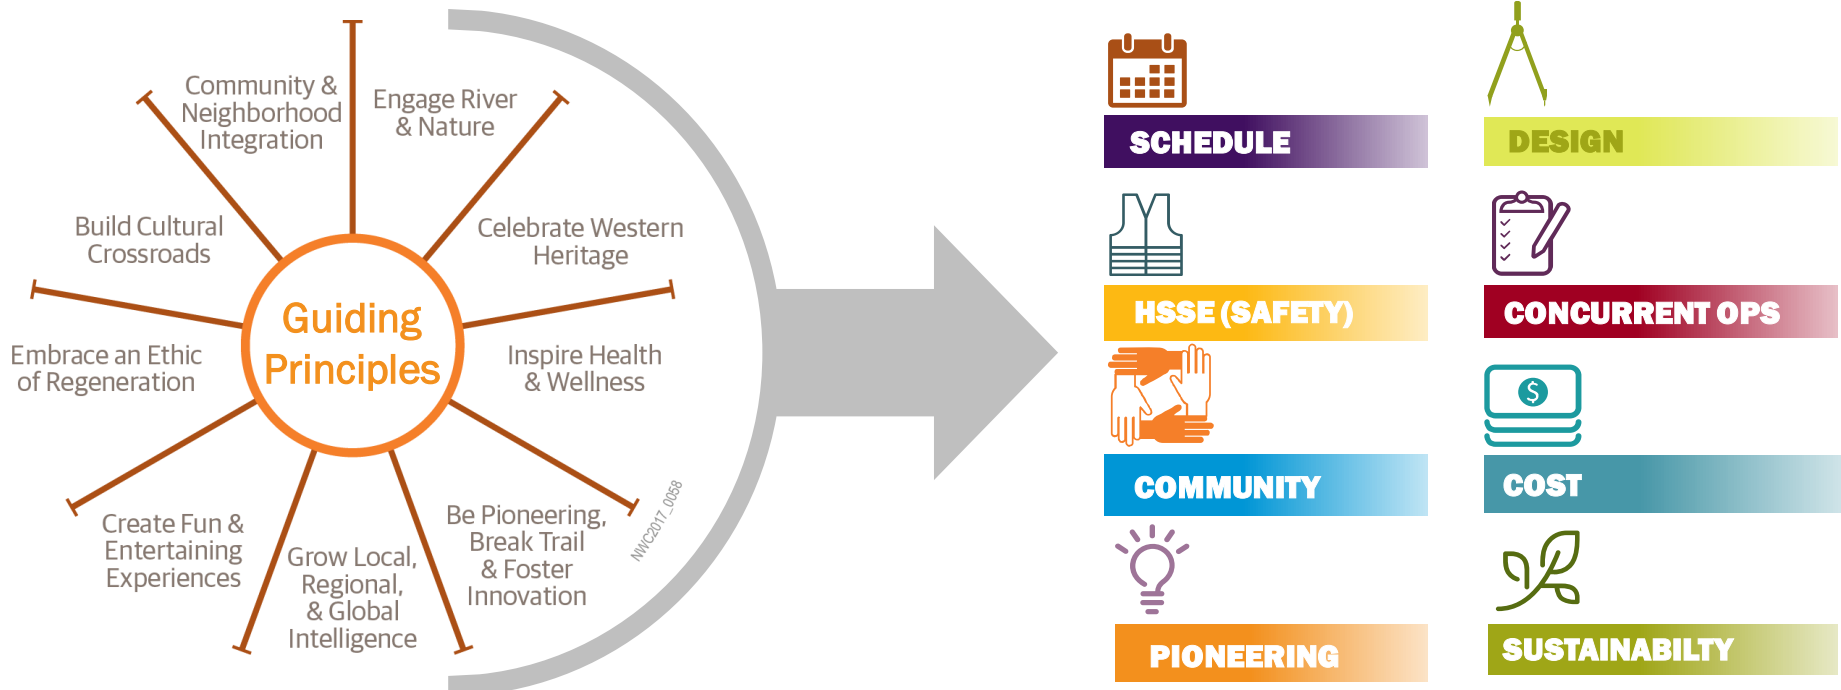 Community &
Neighborhood
Integration
Engage River
& Nature
Build Cultural
Crossroads
Celebrate Western
Heritage
Guiding
Principles
Embrace an Ethic
of Regeneration
Inspire Health
& Wellness
Create Fun &
Entertaining
Experiences
Grow Local,
Regional,
& Global
Intelligence
Be Pioneering,
Break Trail
& Foster
Innovation
NWC2017_0058
SCHEDULE
DESIGN
HSSE (SAFETY)
CONCURRENT OPS
$
COMMUNITY
COST
PIONEERING
SUSTAINABILTY